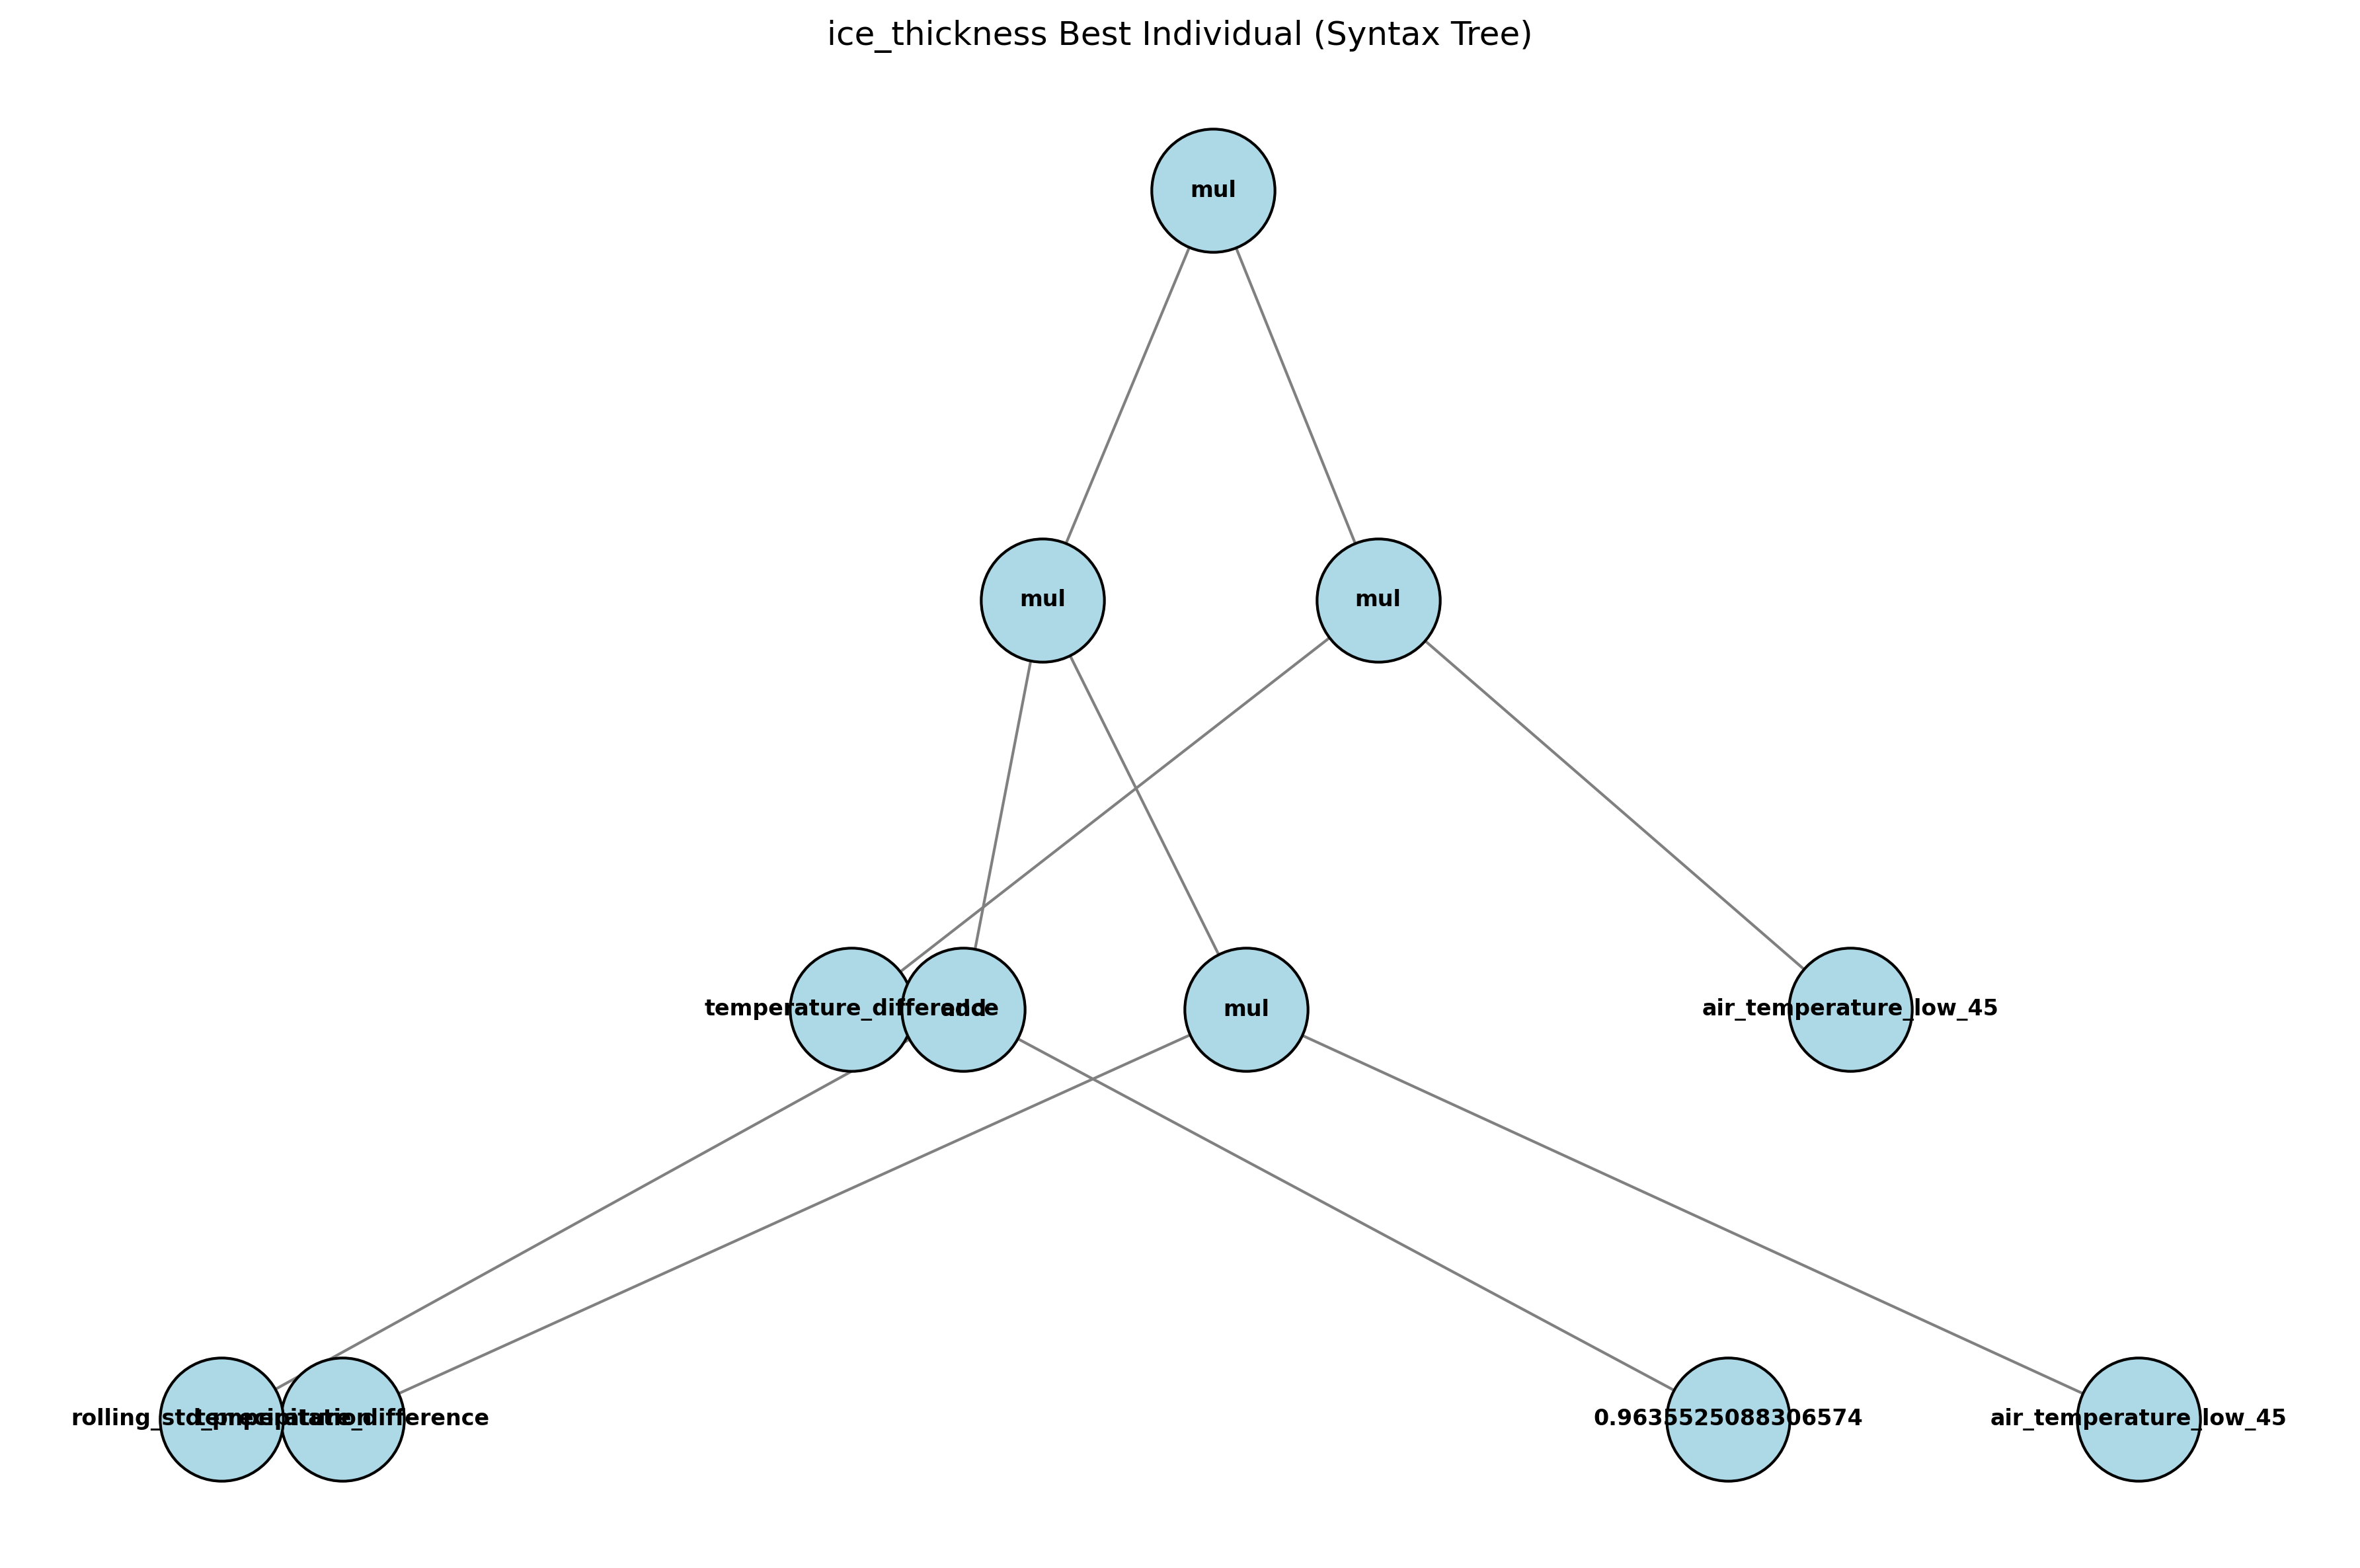 ice_thickness Best Individual (Syntax Tree)
mul
mul
mul
temperature_difference
add
mul
air_temperature_low_45
rolling_std_precipitation
temperature_difference
0.9635525088306574
air_temperature_low_45